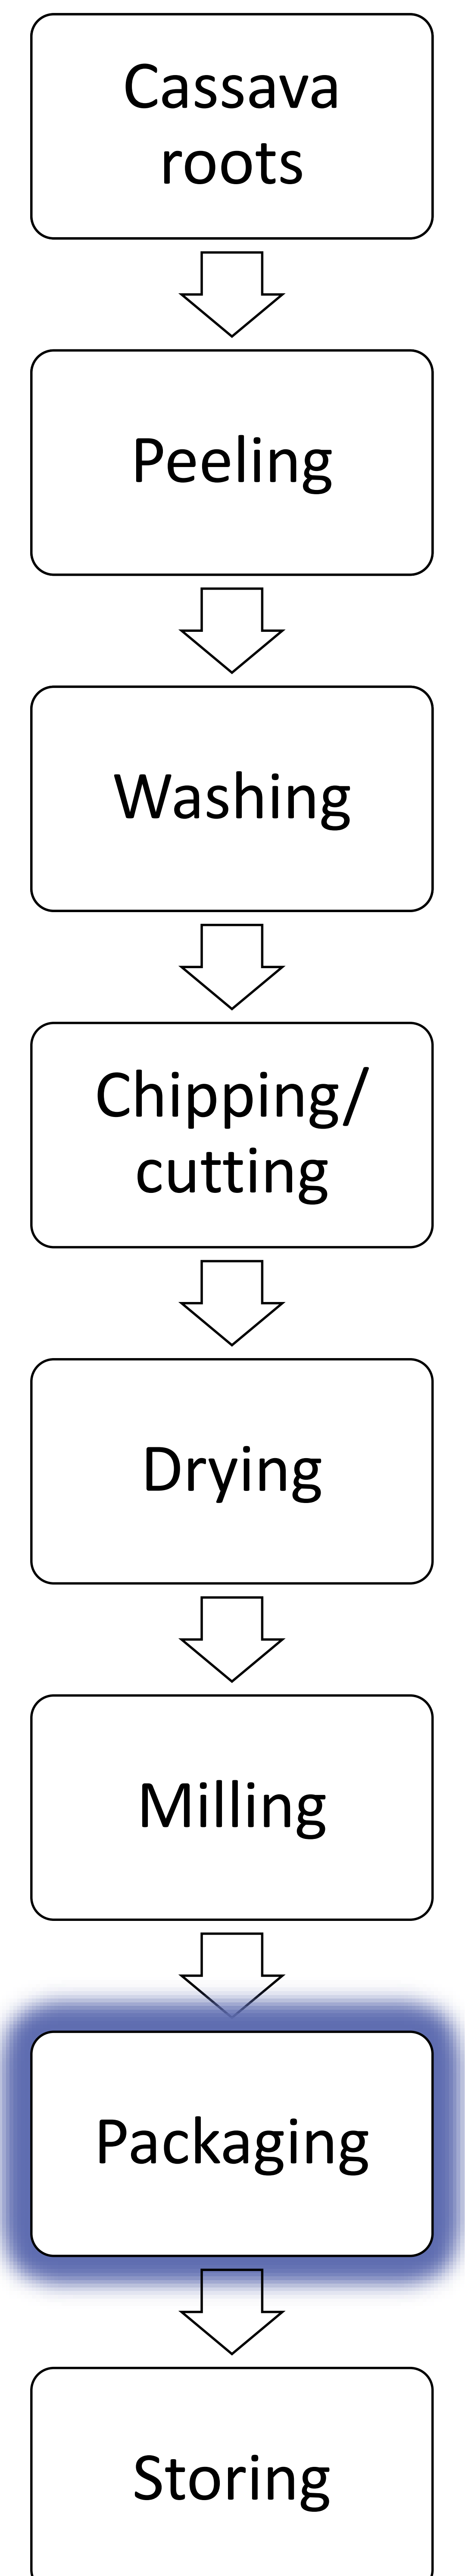 Cassava
roots
Peeling
Washing
Chipping/
cutting
Drying
Milling
Packaging
Storing